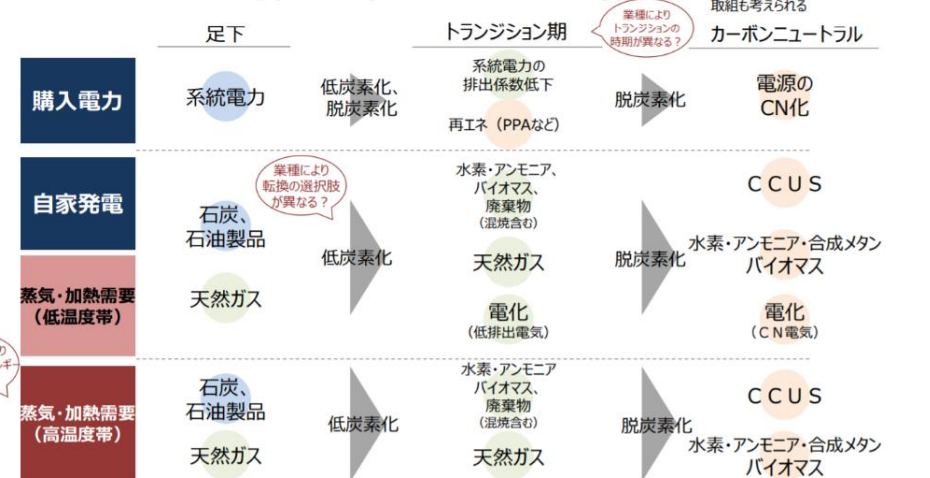 取組も考えられる
業種により
トランジションの
時期が異なる？
足下
トランジション期
カーボンニュートラル
購入電力
系統電力
低炭素化、
脱炭素化
系統電力の
排出係数低下
再エネ（PPAなど）
脱炭素化
電源の
CN化
自家発電
業種により
転換の選択肢
が異なる？
石炭、
石油製品
天然ガス
低炭素化
水素・アンモニア、
バイオマス、
廃棄物
（混焼含む）
天然ガス
電化
（低排出電気）
脱炭素化
ＣＣＵＳ
水素・アンモニア・合成メタン
バイオマス
電化
（ＣＮ電気）
蒸気・加熱需要
（低温度帯）
蒸気・加熱需要
（高温度帯）
石炭、
石油製品
天然ガス
低炭素化
水素・アンモニア
バイオマス、
廃棄物
（混焼含む）
天然ガス
脱炭素化
ＣＣＵＳ
水素・アンモニア・合成メタン
バイオマス